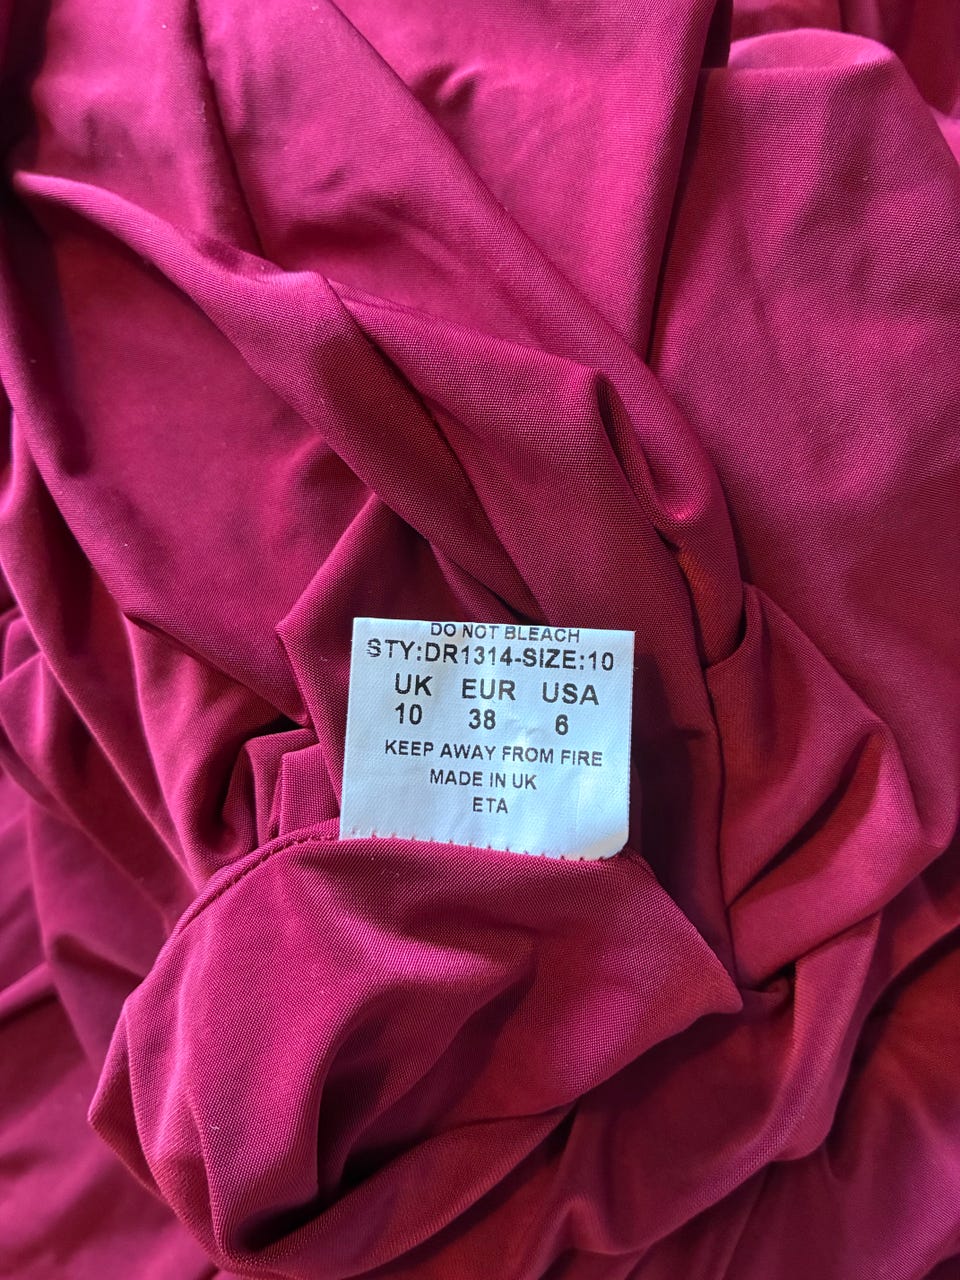 DO NOT BLEACH
STY:DR1314-SIZE:10
UK EUR USA
10 38 6
KEEP AWAY FROM FIRE
MADE IN UK
ETA